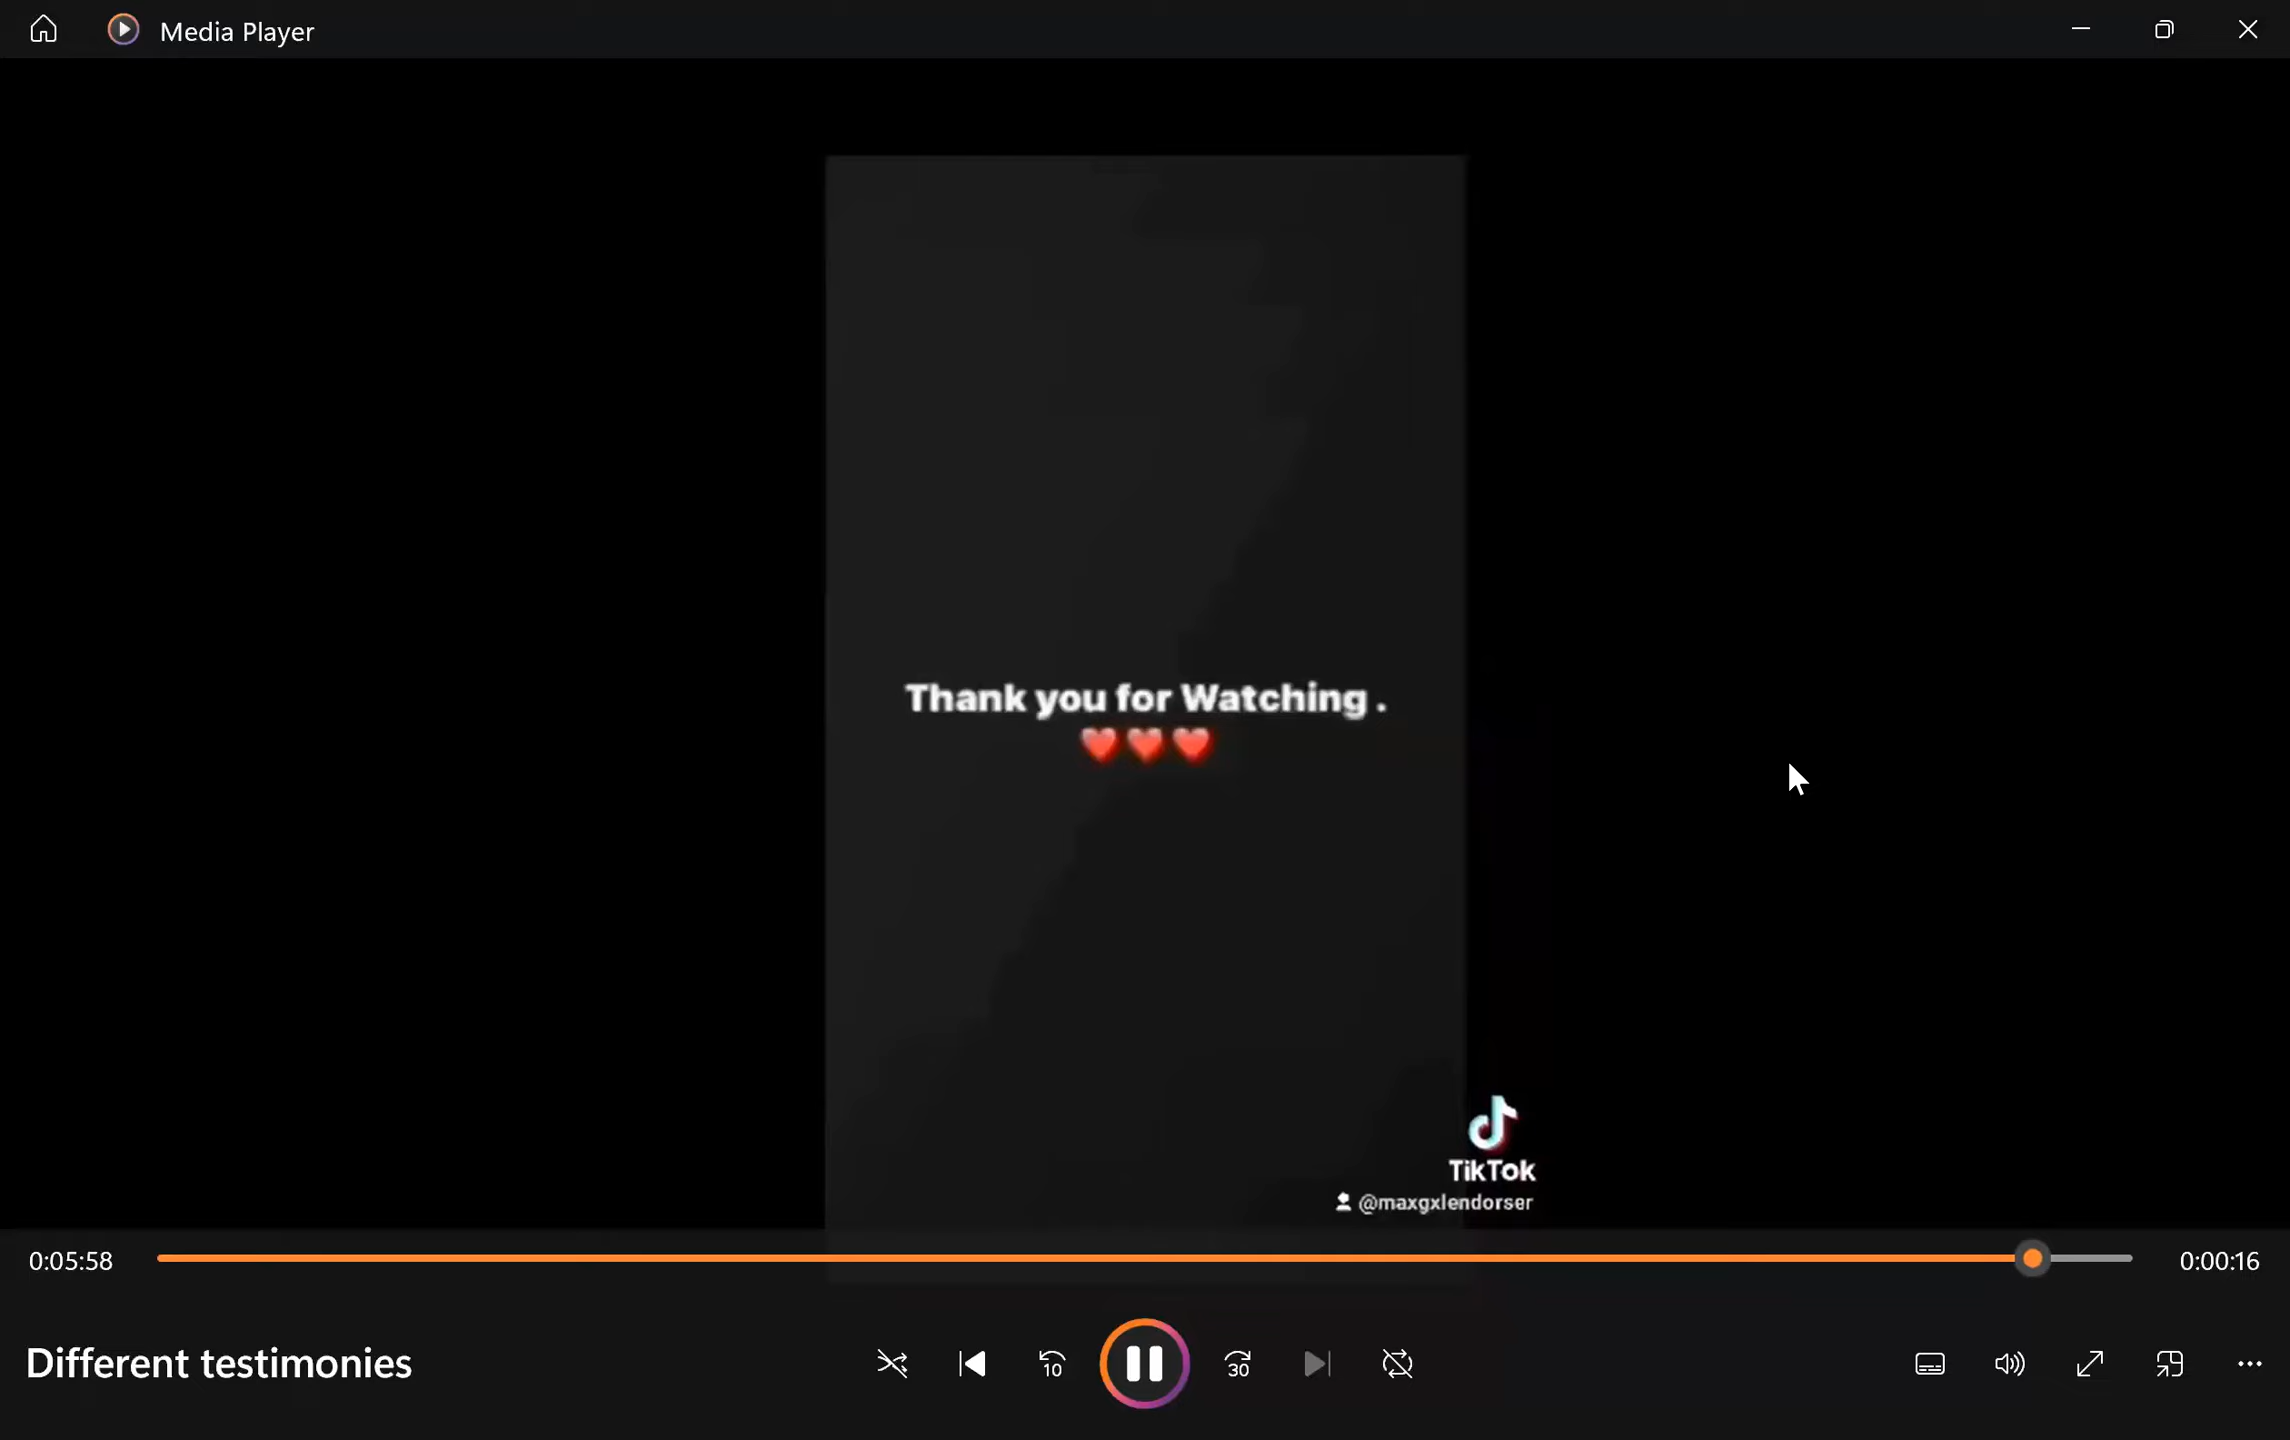 Media Player
Thank you for Watching .
TikTok
@maxgxlendorser
0:05:58
0:00:16
Different testimonies
10
30